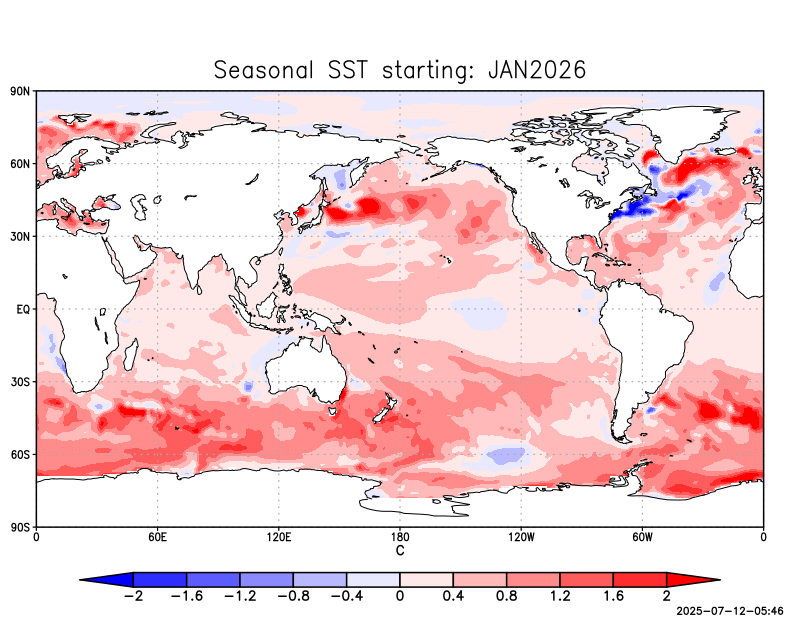 Seasonal SST starting: JAN2026
90N
60N
30N
EQ
30S
60S
90S
0 60E 120E 180 120W 60W 0
C
-2 -1.6 -1.2 -0.8 -0.4 0 0.4 0.8 1.2 1.6 2
2025-07-12-05:46